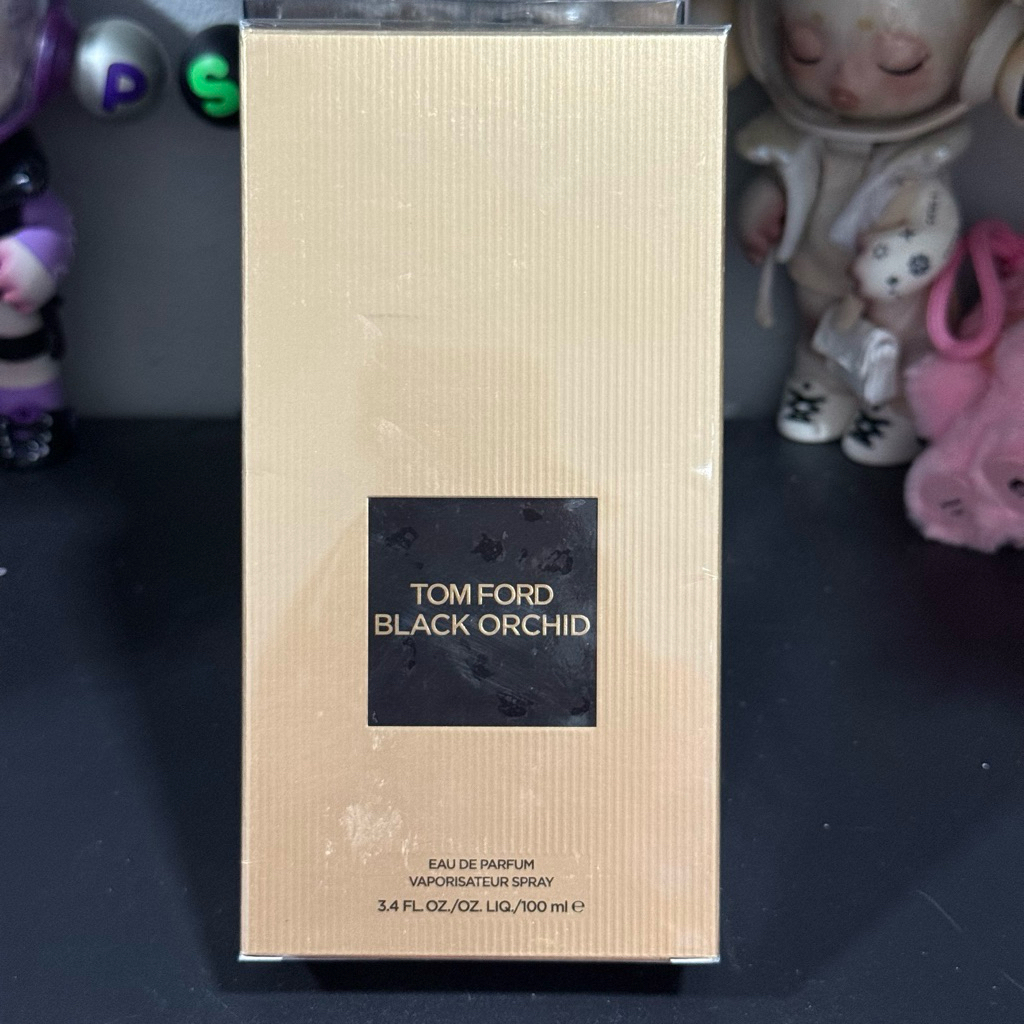 P S
TOM FORD
BLACK ORCHID
EAU DE PARFUM
VAPORISATEUR SPRAY
3.4 FL. OZ./OZ. LIQ./100 ml ℮